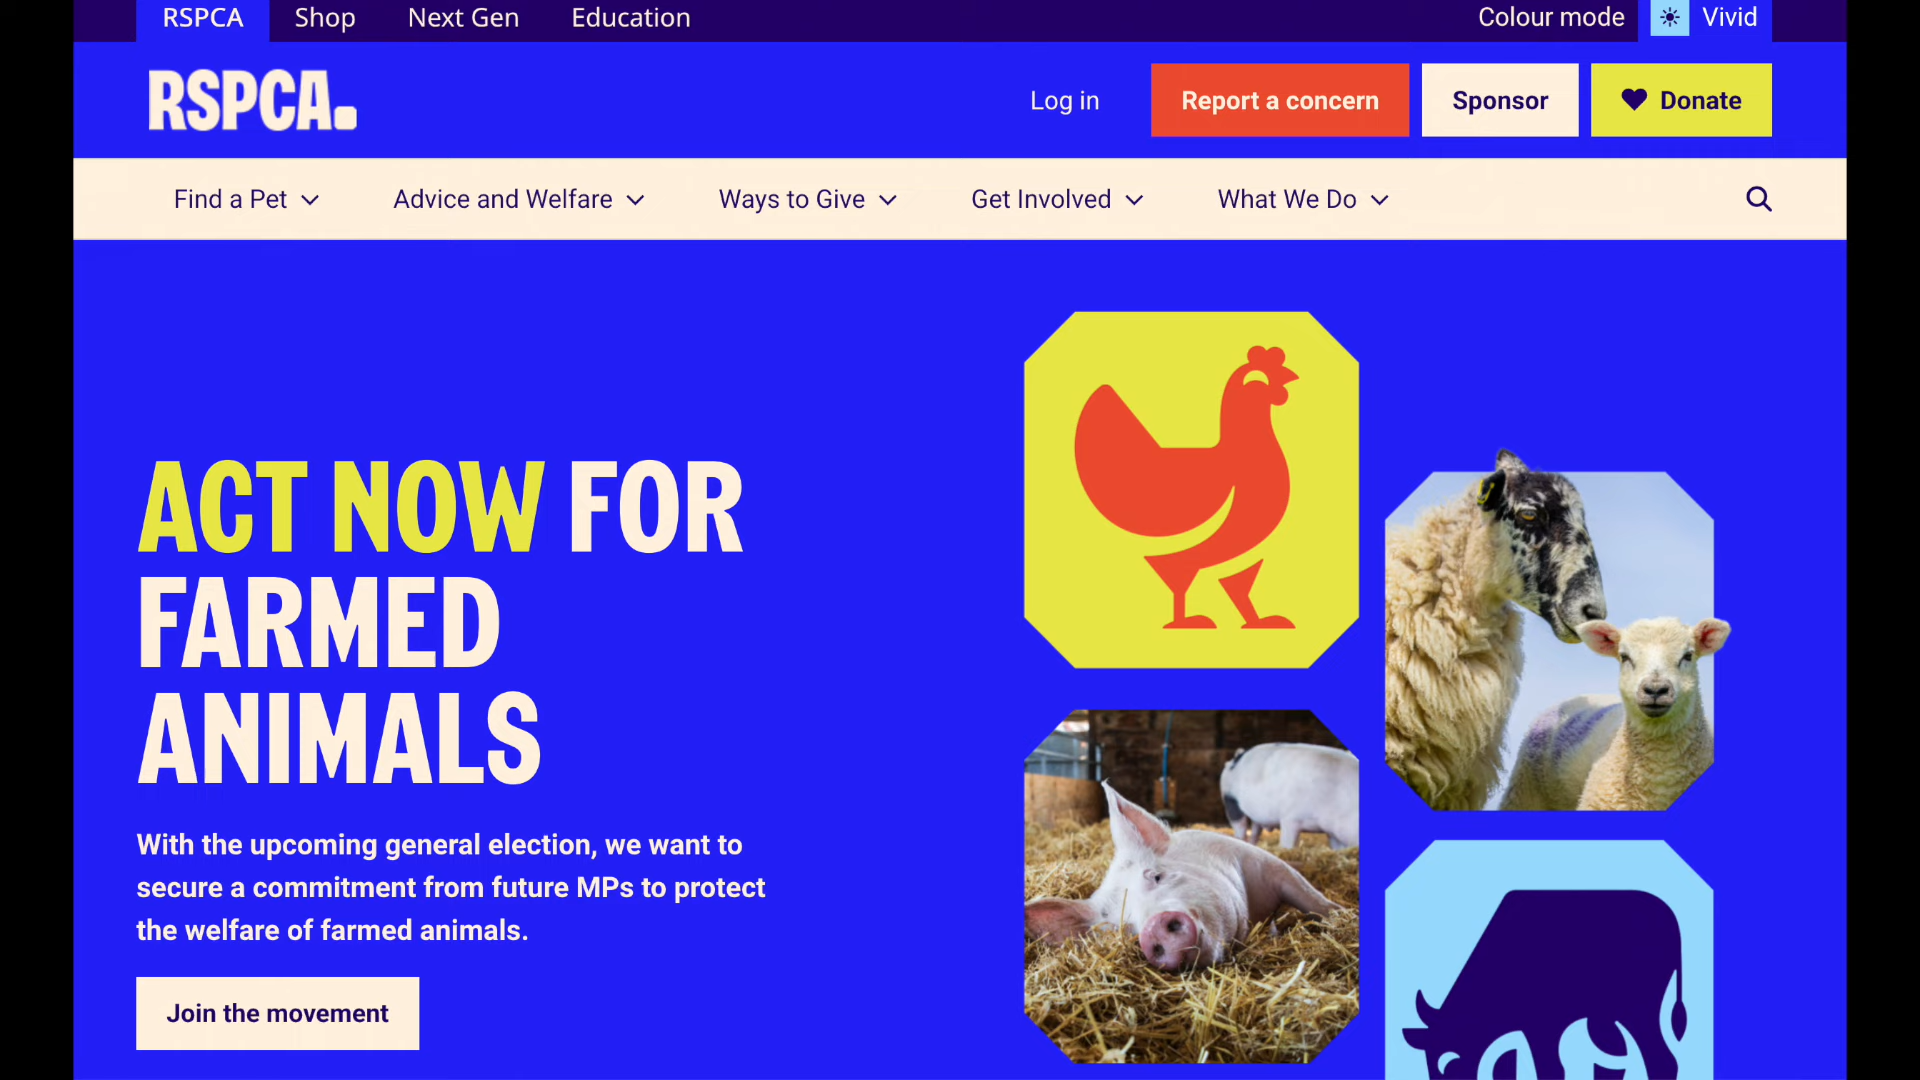 RSPCA Shop Next Gen Education Colour mode Vivid
RSPCA. Log in Report a concern Sponsor Donate
Find a Pet Advice and Welfare Ways to Give Get Involved What We Do
ACT NOW FOR
FARMED
ANIMALS
With the upcoming general election, we want to
secure a commitment from future MPs to protect
the welfare of farmed animals.
Join the movement